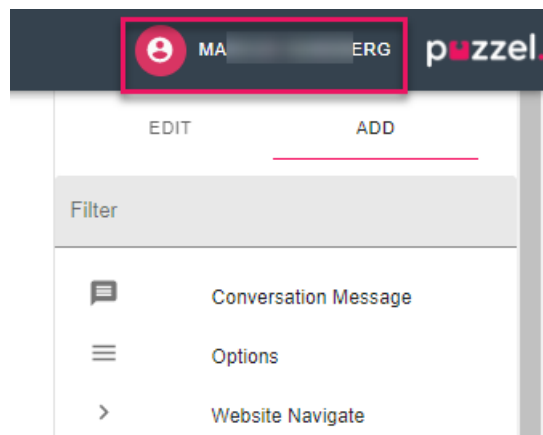 MA ERG puzzel.
EDIT ADD
Filter
Conversation Message
Options
Website Navigate